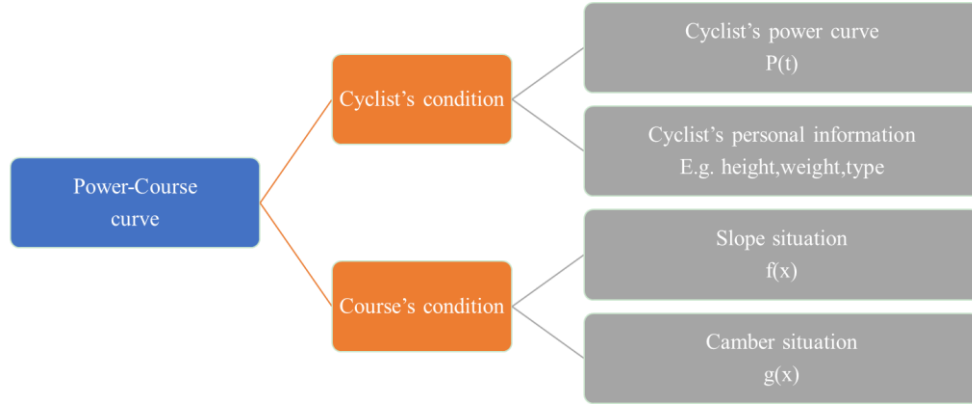 Power-Course
curve
Cyclist's condition
Course's condition
Cyclist's power curve
P(t)
Cyclist's personal information
E.g. height,weight,type
Slope situation
f(x)
Camber situation
g(x)